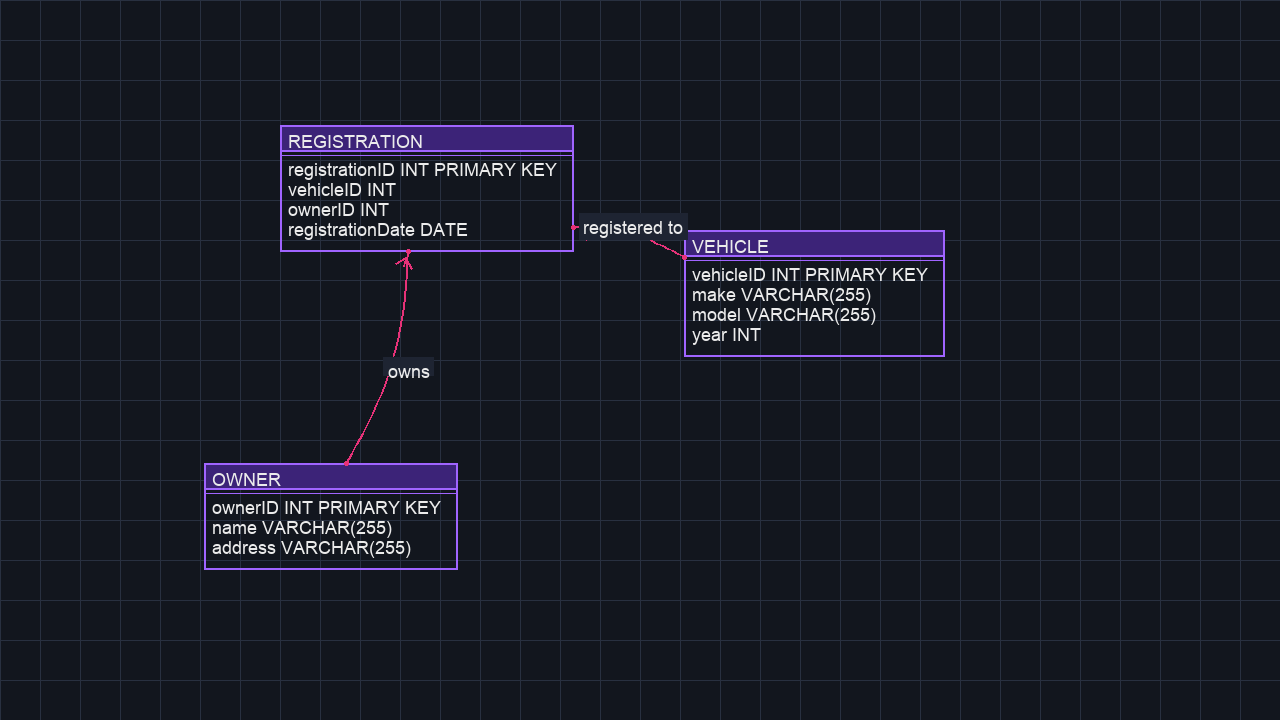 REGISTRATION
registrationID INT PRIMARY KEY
vehicleID INT
ownerID INT
registrationDate DATE
registered to
VEHICLE
vehicleID INT PRIMARY KEY
make VARCHAR(255)
model VARCHAR(255)
year INT
owns
OWNER
ownerID INT PRIMARY KEY
name VARCHAR(255)
address VARCHAR(255)